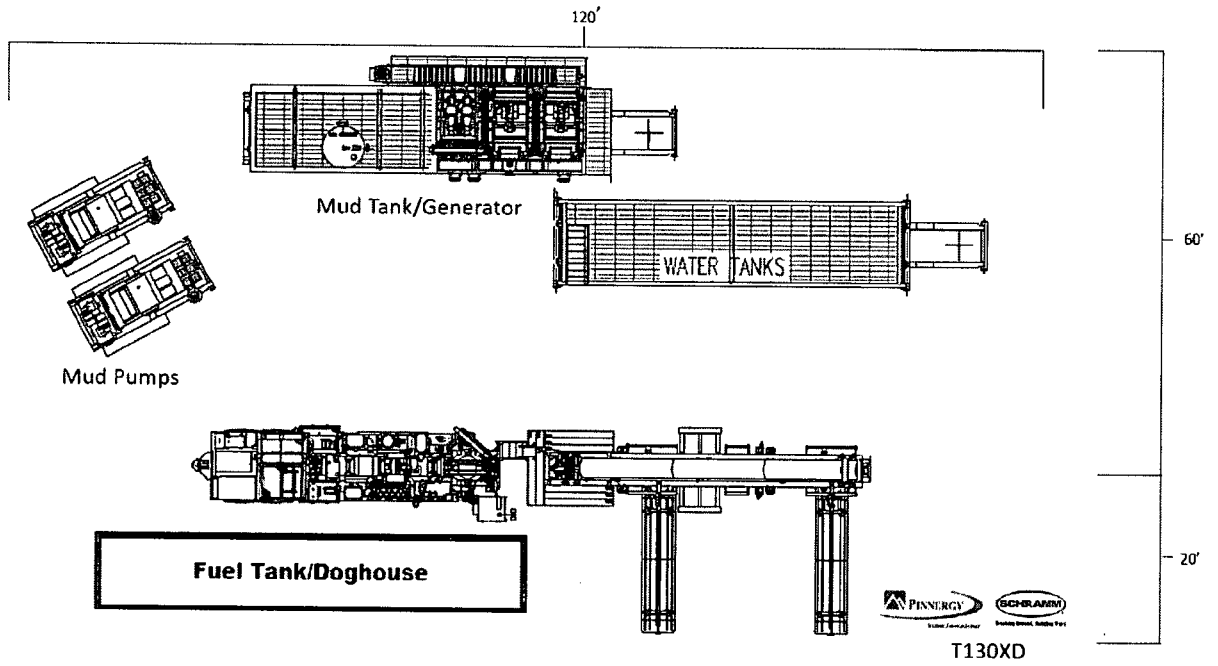 120'
Mud Tank/Generator
WATER TANKS
60'
Mud Pumps
Fuel Tank/Doghouse
20'
PINNERGY
SCHRAMM
T130XD